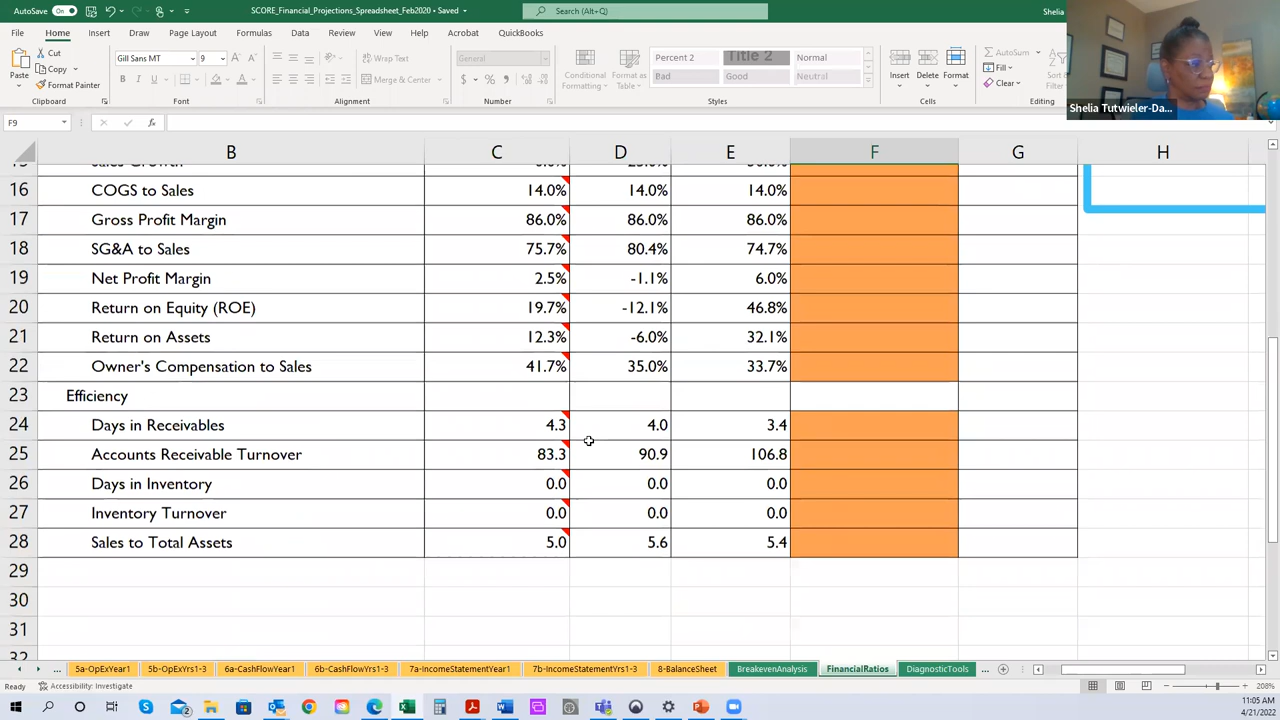 AutoSave On SCORE_Financial_Projections_Spreadsheet_Feb2020 • Saved Search (Alt+Q) Shelia
File Home Insert Draw Page Layout Formulas Data Review View Help Acrobat QuickBooks
Paste Cut Copy Format Painter
Gill Sans MT 9
B I U
Wrap Text
Merge & Center
General
$ %
Conditional Formatting Format as Table
Percent 2 Title 2 Normal
Bad Good Neutral
Insert Delete Format
AutoSum
Fill
Clear
Sort
Shelia Tutwieler-Da...
Clipboard Font Alignment Number Styles Cells Editing
F9 fx
B C D E F G H
Sales Growth
16 COGS to Sales 14.0% 14.0% 14.0%
17 Gross Profit Margin 86.0% 86.0% 86.0%
18 SG&A to Sales 75.7% 80.4% 74.7%
19 Net Profit Margin 2.5% -1.1% 6.0%
20 Return on Equity (ROE) 19.7% -12.1% 46.8%
21 Return on Assets 12.3% -6.0% 32.1%
22 Owner's Compensation to Sales 41.7% 35.0% 33.7%
23 Efficiency
24 Days in Receivables 4.3 4.0 3.4
25 Accounts Receivable Turnover 83.3 90.9 106.8
26 Days in Inventory 0.0 0.0 0.0
27 Inventory Turnover 0.0 0.0 0.0
28 Sales to Total Assets 5.0 5.6 5.4
29
30
31
32
... 5a-OpExYear1 5b-OpExYrs1-3 6a-CashFlowYear1 6b-CashFlowYrs1-3 7a-IncomeStatementYear1 7b-IncomeStatementYrs1-3 8-BalanceSheet BreakevenAnalysis FinancialRatios DiagnosticTools ...
Ready Accessibility: Investigate 208%
11:05 AM
4/21/2022